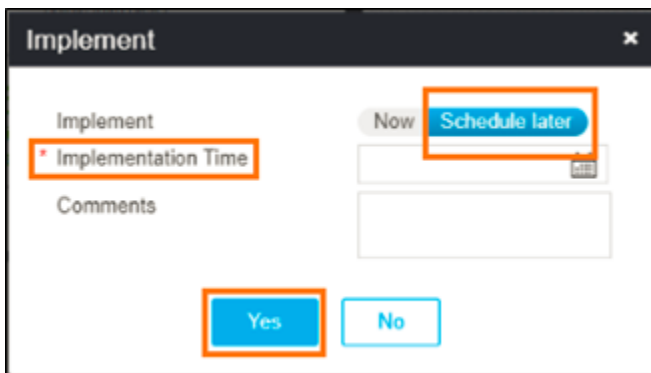 Implement
Implement Now Schedule later
* Implementation Time
Comments
Yes No